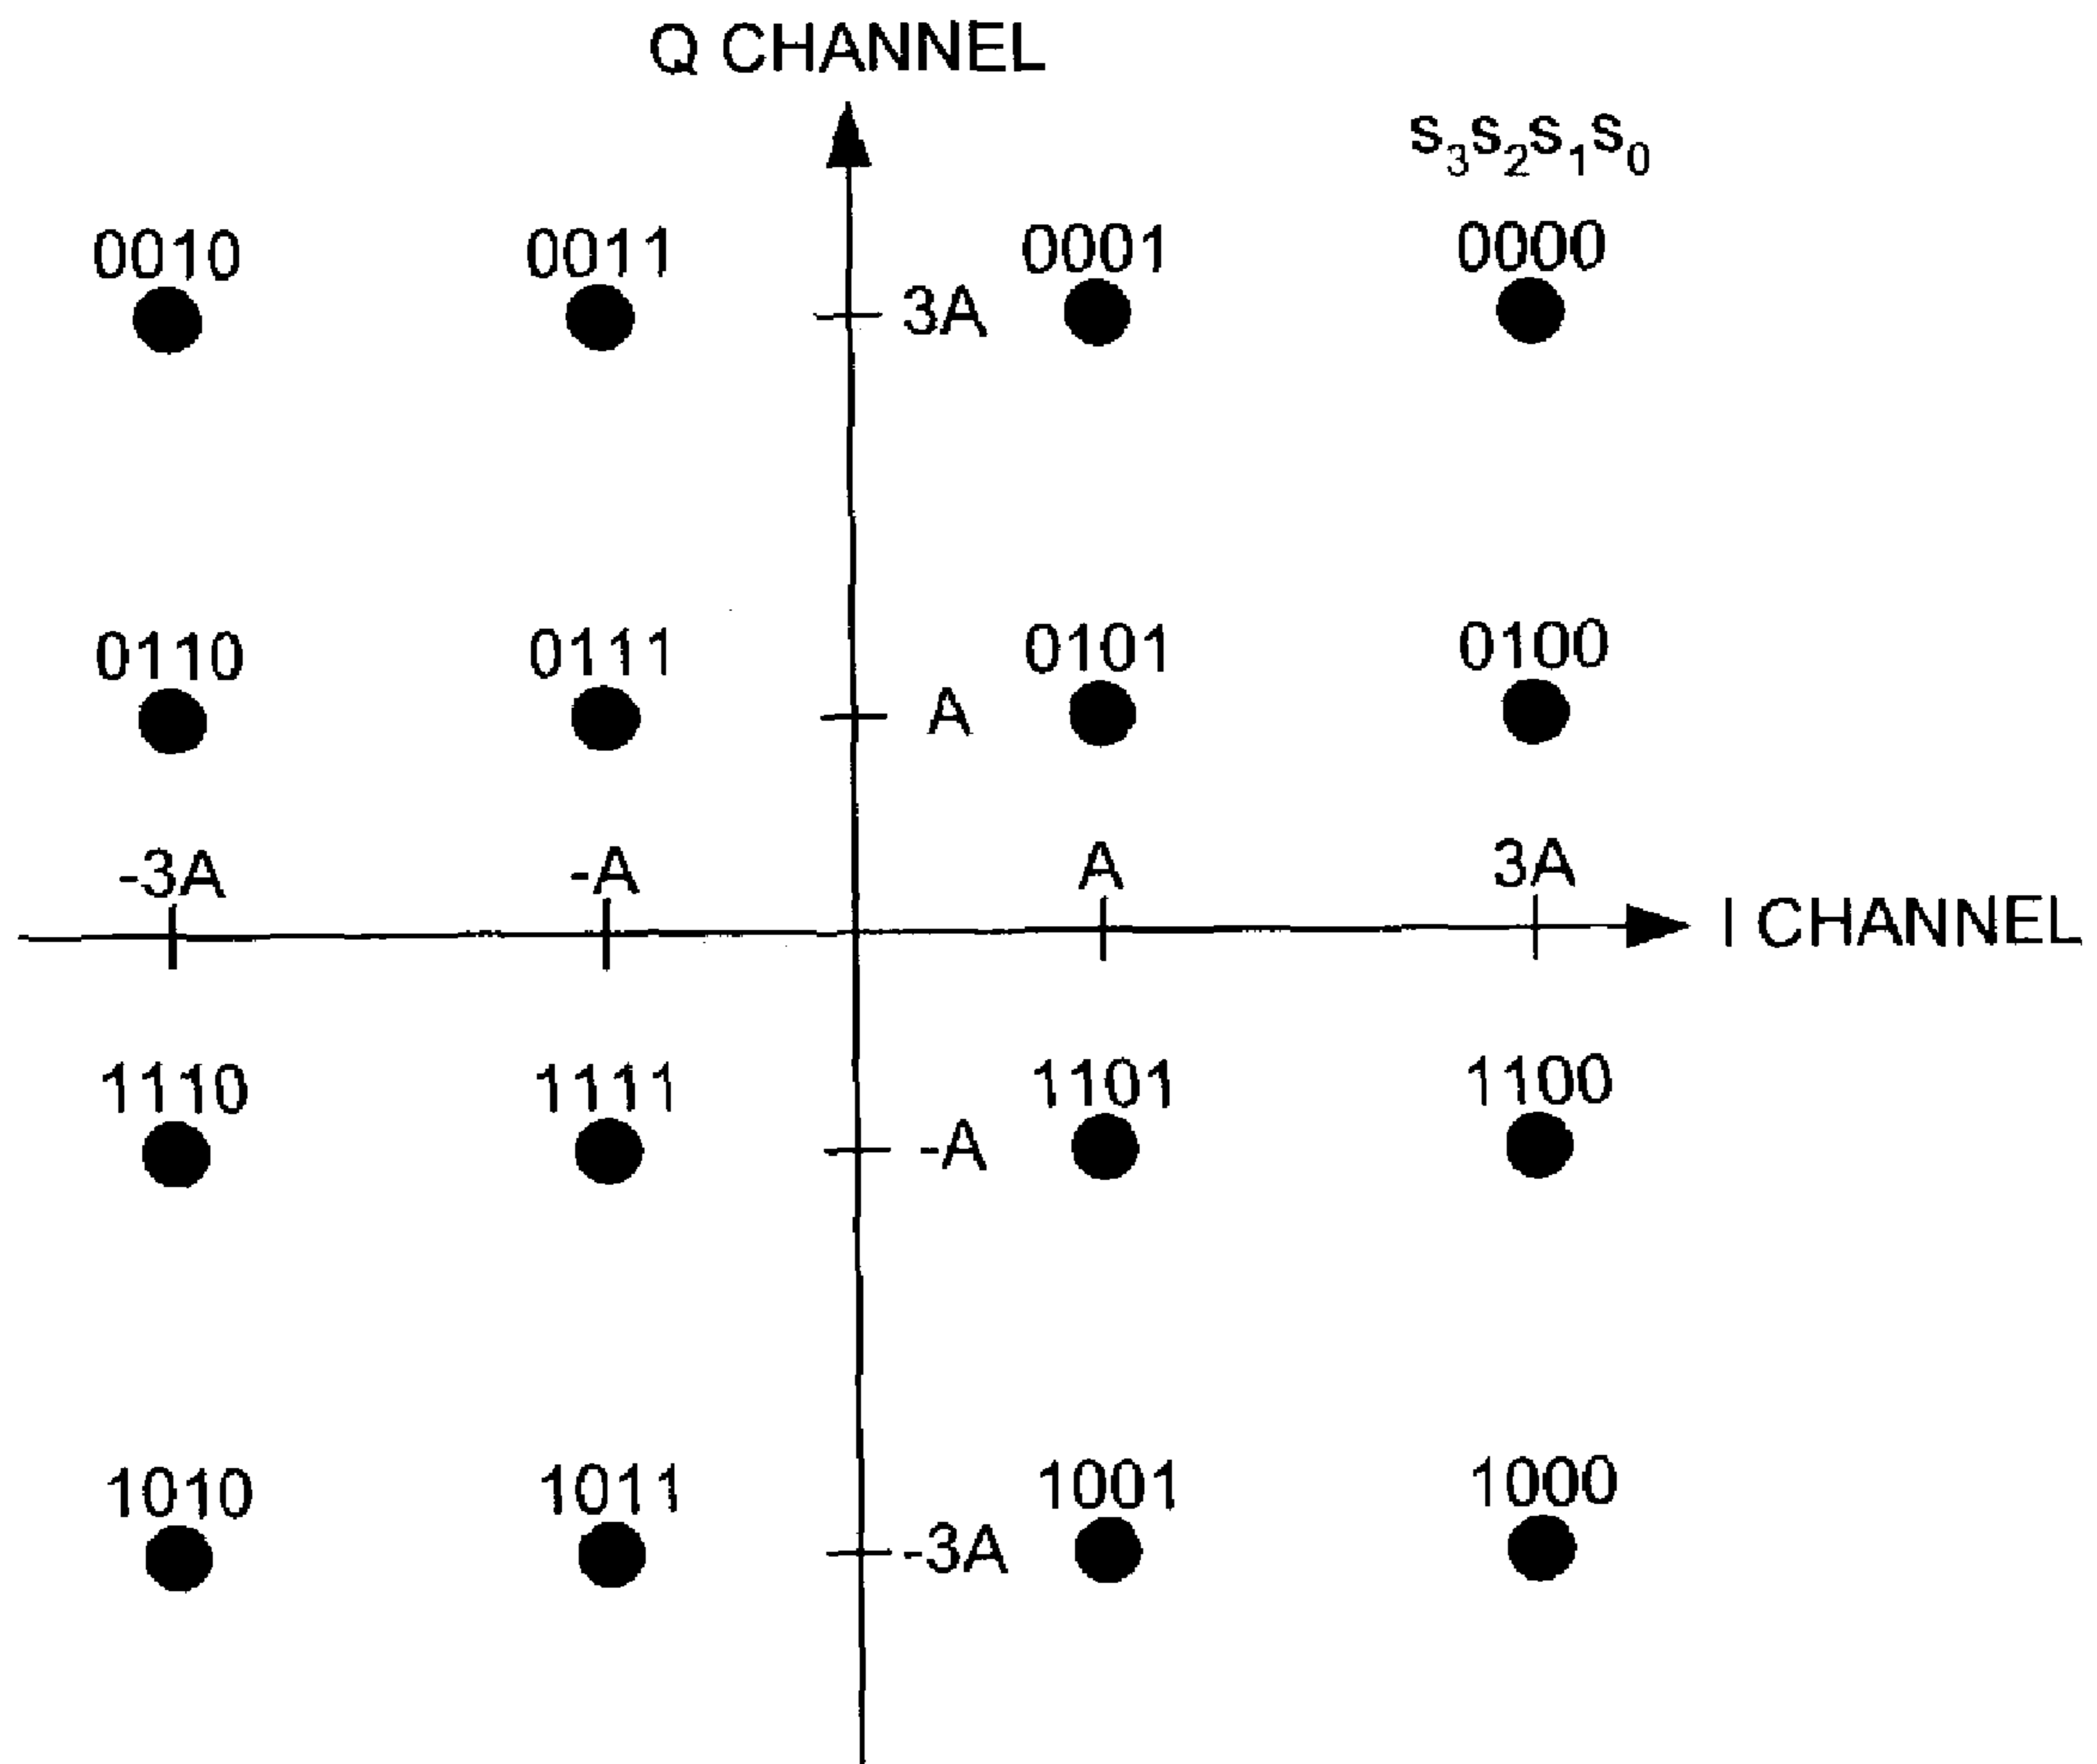 Q CHANNEL
s3s2s1s0
0010 0011 0001 0000
3A
0110 0111 0101 0100
A
-3A -A A 3A
I CHANNEL
1110 1111 1101 1100
-A
1010 1011 1001 1000
-3A